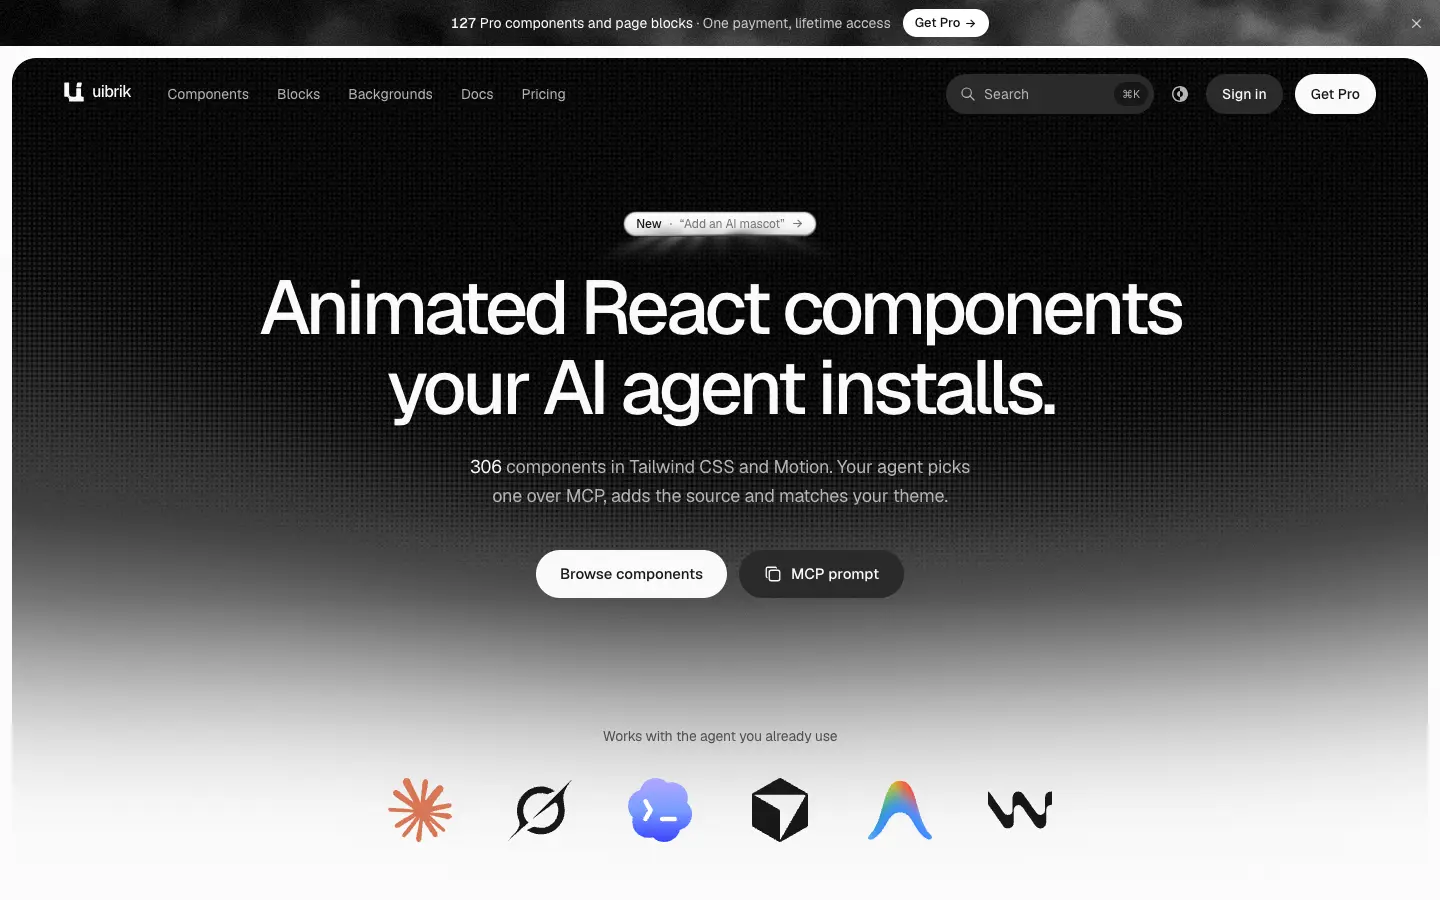 127 Pro components and page blocks · One payment, lifetime access
Get Pro →
uibrik
Components
Blocks
Backgrounds
Docs
Pricing
Search
⌘K
Sign in
Get Pro
New · “Add an AI mascot” →
Animated React components
your AI agent installs.
306 components in Tailwind CSS and Motion. Your agent picks
one over MCP, adds the source and matches your theme.
Browse components
MCP prompt
Works with the agent you already use